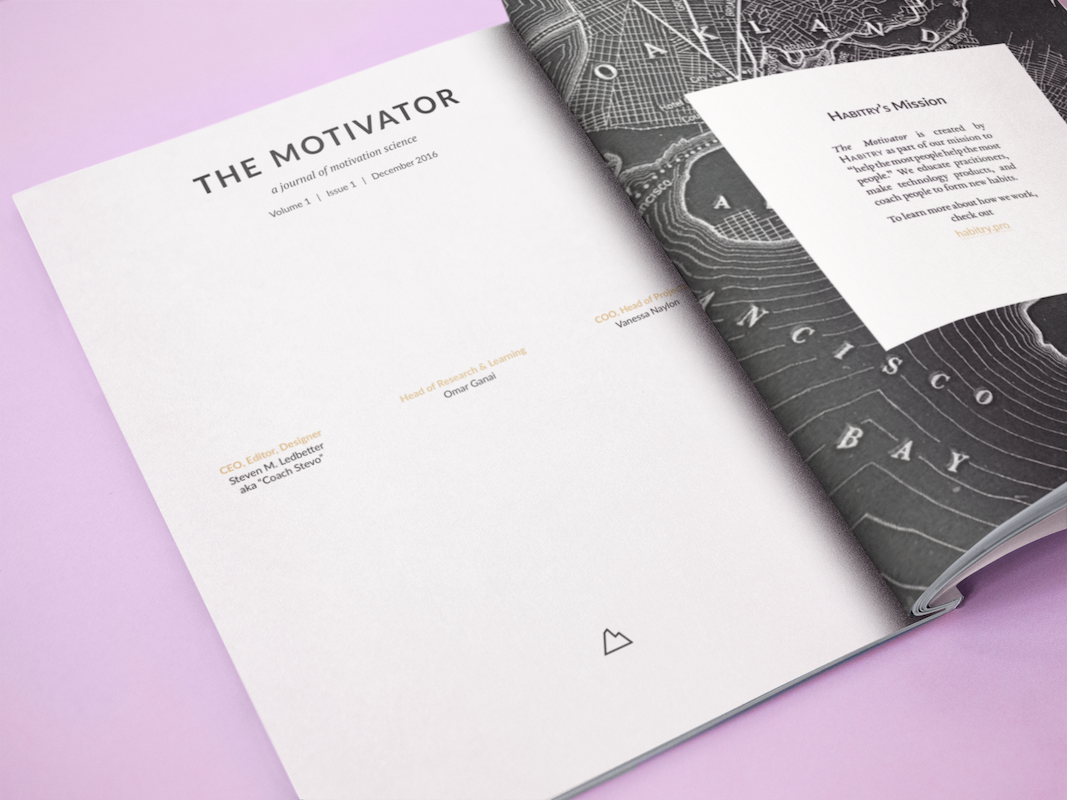 THE MOTIVATOR
a journal of motivation science
Volume 1 | Issue 1 | December 2016
COO, Head of
Vanessa Naylon
Head of Research & Learning
Omar Ganai
CEO, Editor, Designer
Steven M. Ledbetter
aka "Coach Stevo"
OAKLAND
HABITRY's Mission
The Motivator is created by
HABITRY as part of our mission to
"help the most people help the most
people." We educate practitioners,
make technology products, and
coach people to form new habits.
To learn more about how we work,
check out
habitry.pro
ANCISCO
BAY